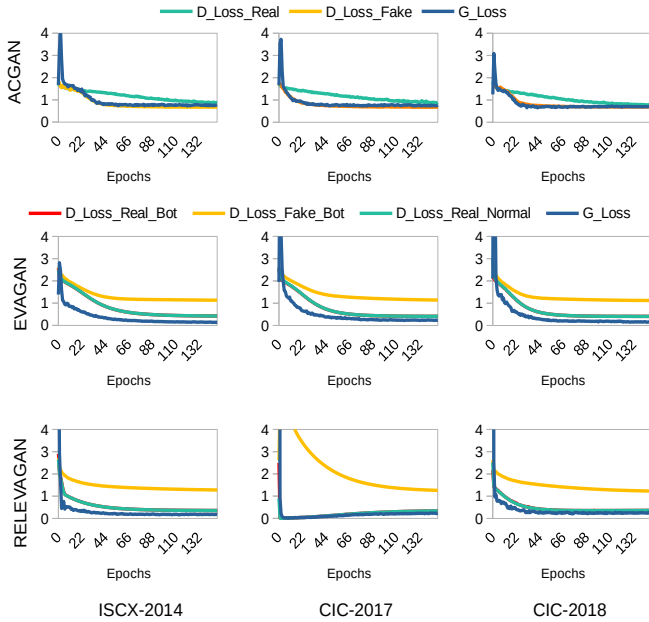 D_Loss_Real D_Loss_Fake G_Loss
ACGAN
4 3 2 1 0
0 22 44 66 88 110 132
Epochs
4 3 2 1 0
0 22 44 66 88 110 132
Epochs
4 3 2 1 0
0 22 44 66 88 110 132
Epochs
D_Loss_Real_Bot D_Loss_Fake_Bot D_Loss_Real_Normal G_Loss
EVAGAN
4 3 2 1 0
0 22 44 66 88 110 132
Epochs
4 3 2 1 0
0 22 44 66 88 110 132
Epochs
4 3 2 1 0
0 22 44 66 88 110 132
Epochs
RELEVAGAN
4 3 2 1 0
0 22 44 66 88 110 132
Epochs
4 3 2 1 0
0 22 44 66 88 110 132
Epochs
4 3 2 1 0
0 22 44 66 88 110 132
Epochs
ISCX-2014 CIC-2017 CIC-2018